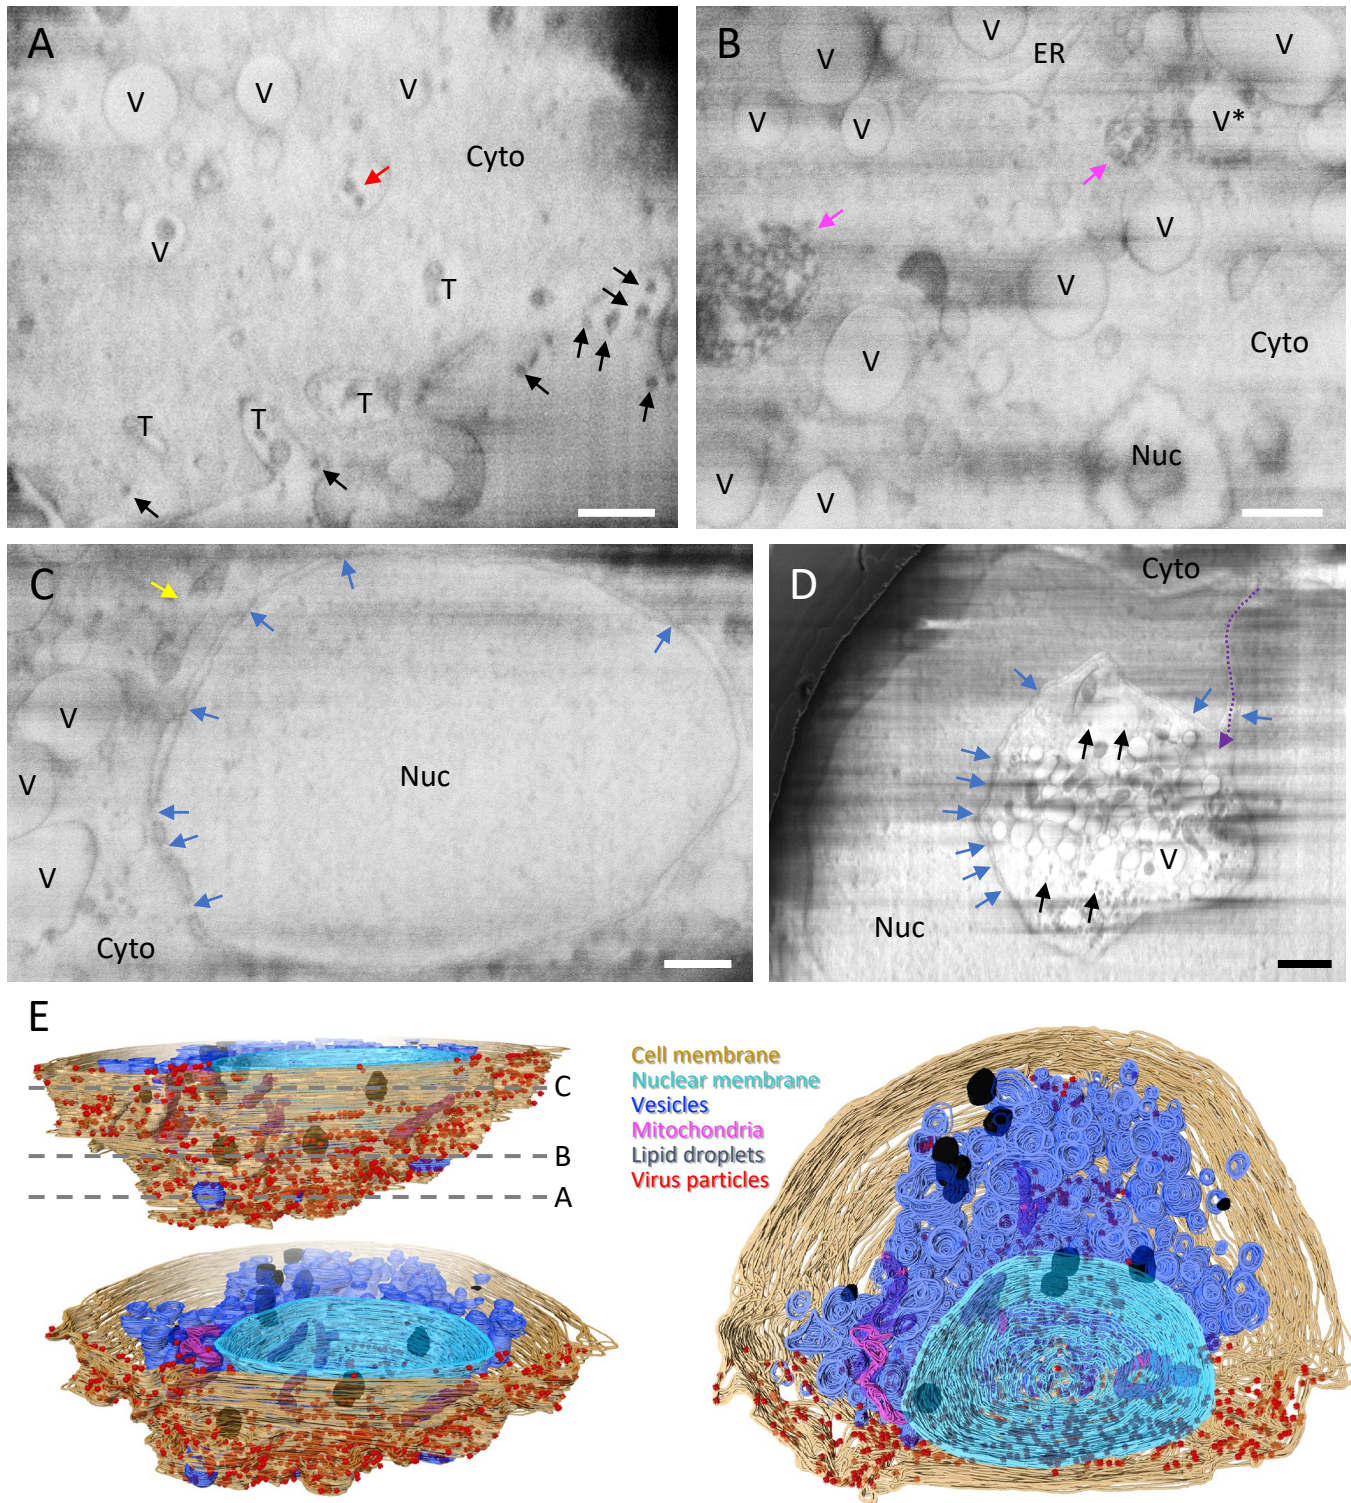 A
V
V
V
Cyto
V
T
T
T
T
B
V
V
V
ER
V
V
V*
V
V
V
Cyto
Nuc
V
V
C
V
V
Nuc
V
Cyto
D
Cyto
V
Nuc
E
C
B
A
Cell membrane
Nuclear membrane
Vesicles
Mitochondria
Lipid droplets
Virus particles